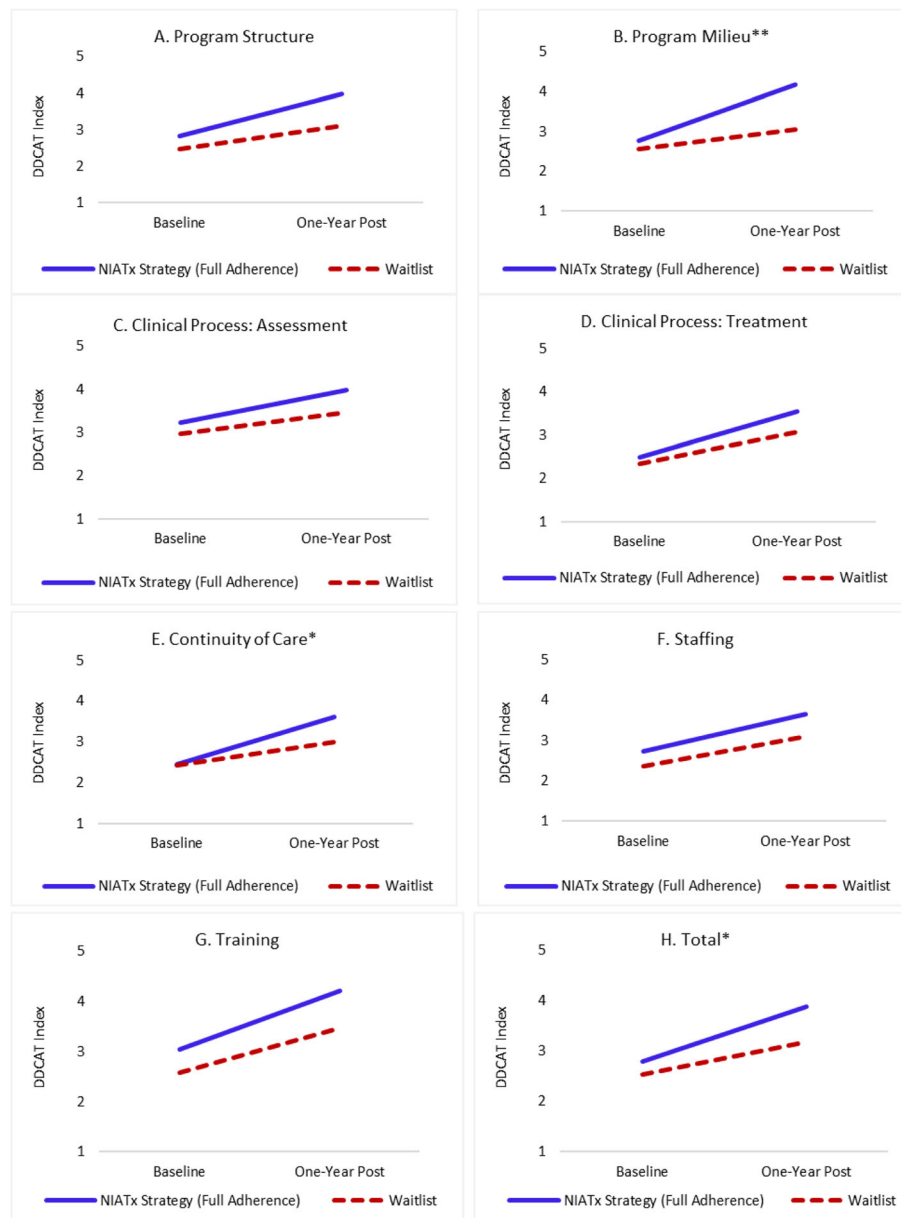 A. Program Structure
5
4
3
2
1
DDCAT Index
Baseline One-Year Post
NIATx Strategy (Full Adherence) Waitlist
B. Program Milieu**
5
4
3
2
1
DDCAT Index
Baseline One-Year Post
NIATx Strategy (Full Adherence) Waitlist
C. Clinical Process: Assessment
5
4
3
2
1
DDCAT Index
Baseline One-Year Post
NIATx Strategy (Full Adherence) Waitlist
D. Clinical Process: Treatment
5
4
3
2
1
DDCAT Index
Baseline One-Year Post
NIATx Strategy (Full Adherence) Waitlist
E. Continuity of Care*
5
4
3
2
1
DDCAT Index
Baseline One-Year Post
NIATx Strategy (Full Adherence) Waitlist
F. Staffing
5
4
3
2
1
DDCAT Index
Baseline One-Year Post
NIATx Strategy (Full Adherence) Waitlist
G. Training
5
4
3
2
1
DDCAT Index
Baseline One-Year Post
NIATx Strategy (Full Adherence) Waitlist
H. Total*
5
4
3
2
1
DDCAT Index
Baseline One-Year Post
NIATx Strategy (Full Adherence) Waitlist